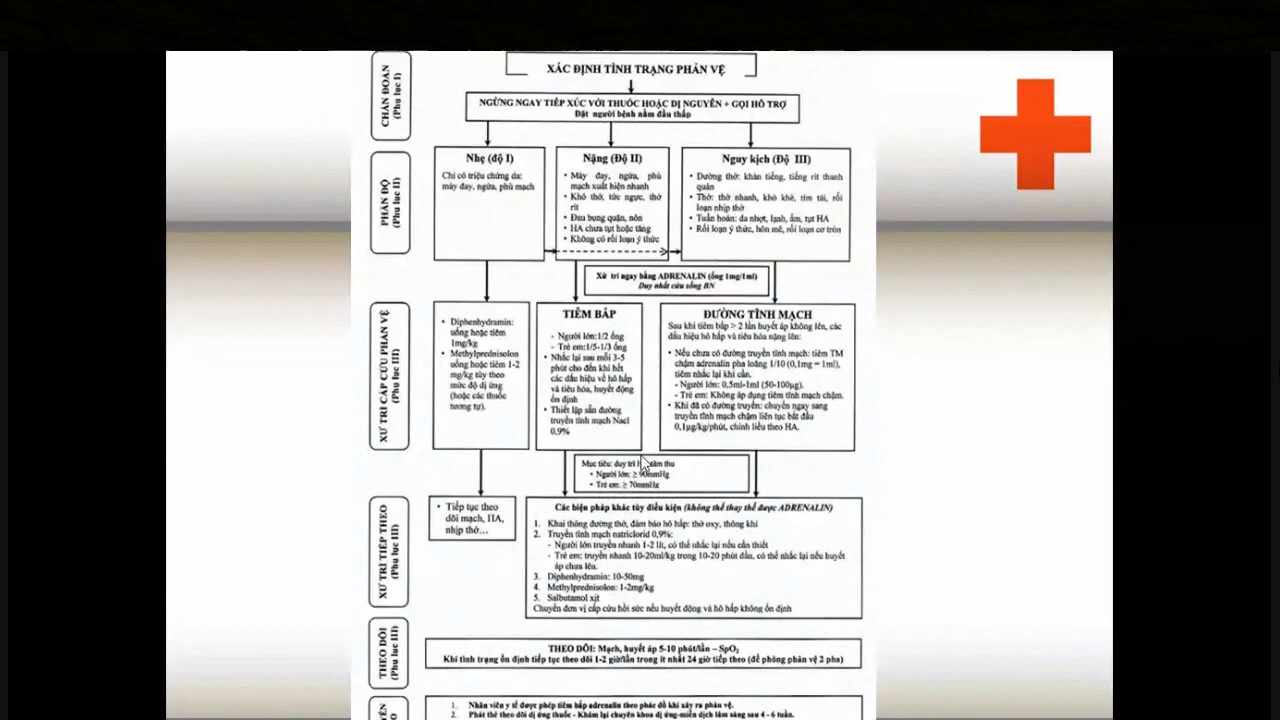 XÁC ĐỊNH TÌNH TRẠNG PHẢN VỆ
CHẨN ĐOÁN
(Phụ lục I)
NGỪNG NGAY TIẾP XÚC VỚI THUỐC HOẶC DỊ NGUYÊN + GỌI HỖ TRỢ
Đặt người bệnh nằm đầu thấp
PHÂN ĐỘ
(Phụ lục II)
Nhẹ (độ I)
Chỉ có triệu chứng da:
mày đay, ngứa, phù mạch
Nặng (Độ II)
• Mày đay, ngứa, phù
mạch xuất hiện nhanh
• Khó thở, tức ngực, thở
rít
• Đau bụng quặn, nôn
• HA chưa tụt hoặc tăng
• Không có rối loạn ý thức
Nguy kịch (Độ III)
• Đường thở: khàn tiếng, tiếng rít thanh
quản
• Thở: thở nhanh, khò khè, tím tái, rối
loạn nhịp thở
• Tuần hoàn: da nhợt, lạnh, ẩm, tụt HA
• Rối loạn ý thức, hôn mê, rối loạn cơ tròn
Xử trí ngay bằng ADRENALIN (ống 1mg/1ml)
Duy nhất cứu sống BN
XỬ TRÍ CẤP CỨU PHẢN VỆ
(Phụ lục III)
• Diphenhydramin:
uống hoặc tiêm
1mg/kg
• Methylprednisolon
uống hoặc tiêm 1-2
mg/kg tùy theo
mức độ dị ứng
(hoặc các thuốc
tương tự).
TIÊM BẮP
- Người lớn:1/2 ống
- Trẻ em:1/5-1/3 ống
• Nhắc lại sau mỗi 3-5
phút cho đến khi hết
các dấu hiệu về hô hấp
và tiêu hóa, huyết động
ổn định
• Thiết lập sẵn đường
truyền tĩnh mạch Nacl
0,9%
ĐƯỜNG TĨNH MẠCH
Sau khi tiêm bắp > 2 lần huyết áp không lên, các
dấu hiệu hô hấp và tiêu hóa nặng lên:
• Nếu chưa có đường truyền tĩnh mạch: tiêm TM
chậm adrenalin pha loãng 1/10 (0,1mg = 1ml),
tiêm nhắc lại khi cần.
- Người lớn: 0,5ml-1ml (50-100µg).
- Trẻ em: Không áp dụng tiêm tĩnh mạch chậm.
• Khi đã có đường truyền: chuyển ngay sang
truyền tĩnh mạch chậm liên tục bắt đầu
0,1µg/kg/phút, chỉnh liều theo HA.
Mục tiêu: duy trì tâm thu
• Người lớn: ≥ 90mmHg
• Trẻ em: ≥ 70mmHg
XỬ TRÍ TIẾP THEO
(Phụ lục III)
• Tiếp tục theo
dõi mạch, HA,
nhịp thở...
Các biện pháp khác tùy điều kiện (không thể thay thế được ADRENALIN)
1. Khai thông đường thở, đảm bảo hô hấp: thở oxy, thông khí
2. Truyền tĩnh mạch natriclorid 0,9%:
- Người lớn truyền nhanh 1-2 lít, có thể nhắc lại nếu cần thiết
- Trẻ em: truyền nhanh 10-20ml/kg trong 10-20 phút đầu, có thể nhắc lại nếu huyết
áp chưa lên.
3. Diphenhydramin: 10-50mg
4. Methylprednisolon: 1-2mg/kg
5. Salbutamol xịt
Chuyển đơn vị cấp cứu hồi sức nếu huyết động và hô hấp không ổn định
THEO DÕI
(Phụ lục III)
THEO DÕI: Mạch, huyết áp 5-10 phút/lần – SpO₂
Khi tình trạng ổn định tiếp tục theo dõi 1-2 giờ/lần trong ít nhất 24 giờ tiếp theo (đề phòng phản vệ 2 pha)
1. Nhân viên y tế được phép tiêm bắp adrenalin theo phác đồ khi xảy ra phản vệ.
2. Phát thẻ theo dõi dị ứng thuốc - Khám lại chuyên khoa dị ứng-miễn dịch lâm sàng sau 4 - 6 tuần.